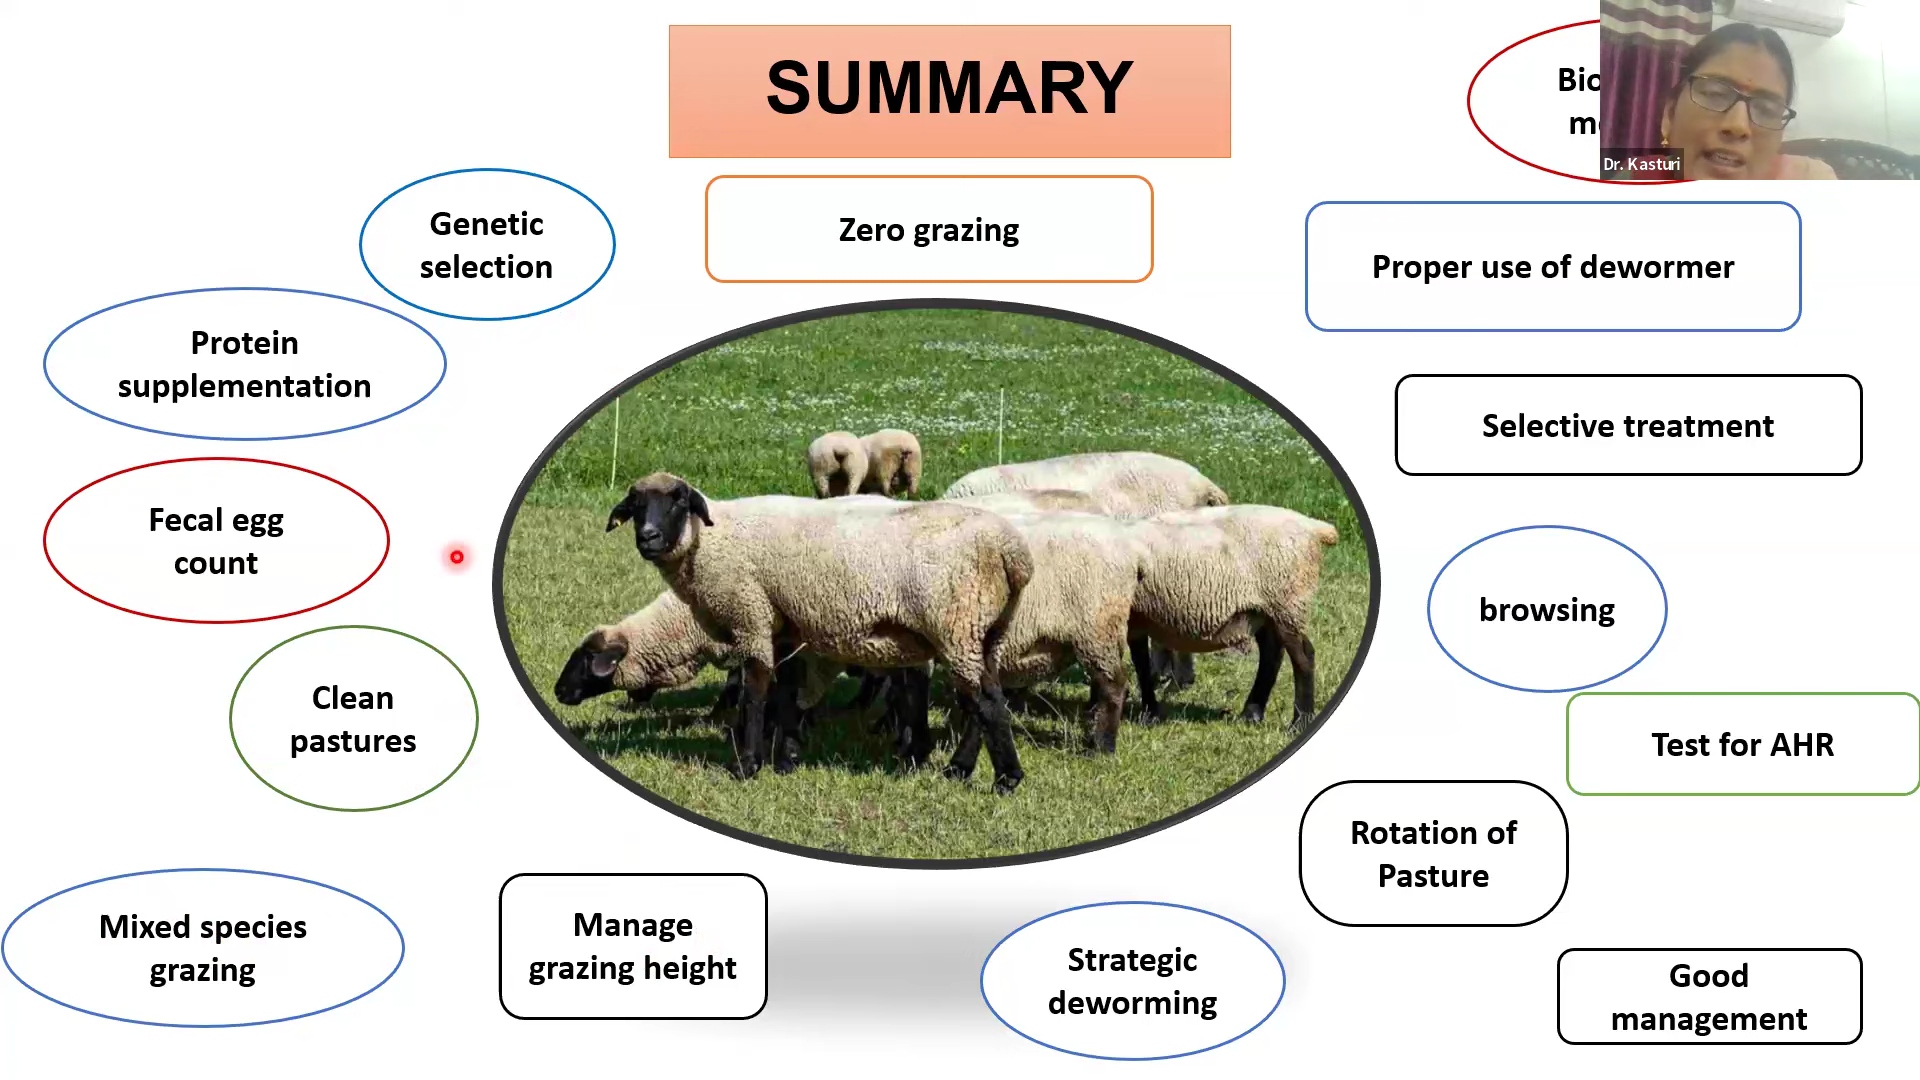 SUMMARY
Dr. Kasturi
Genetic
selection
Zero grazing
Proper use of dewormer
Protein
supplementation
Selective treatment
Fecal egg
count
browsing
Clean
pastures
Test for AHR
Rotation of
Pasture
Mixed species
grazing
Manage
grazing height
Strategic
deworming
Good
management